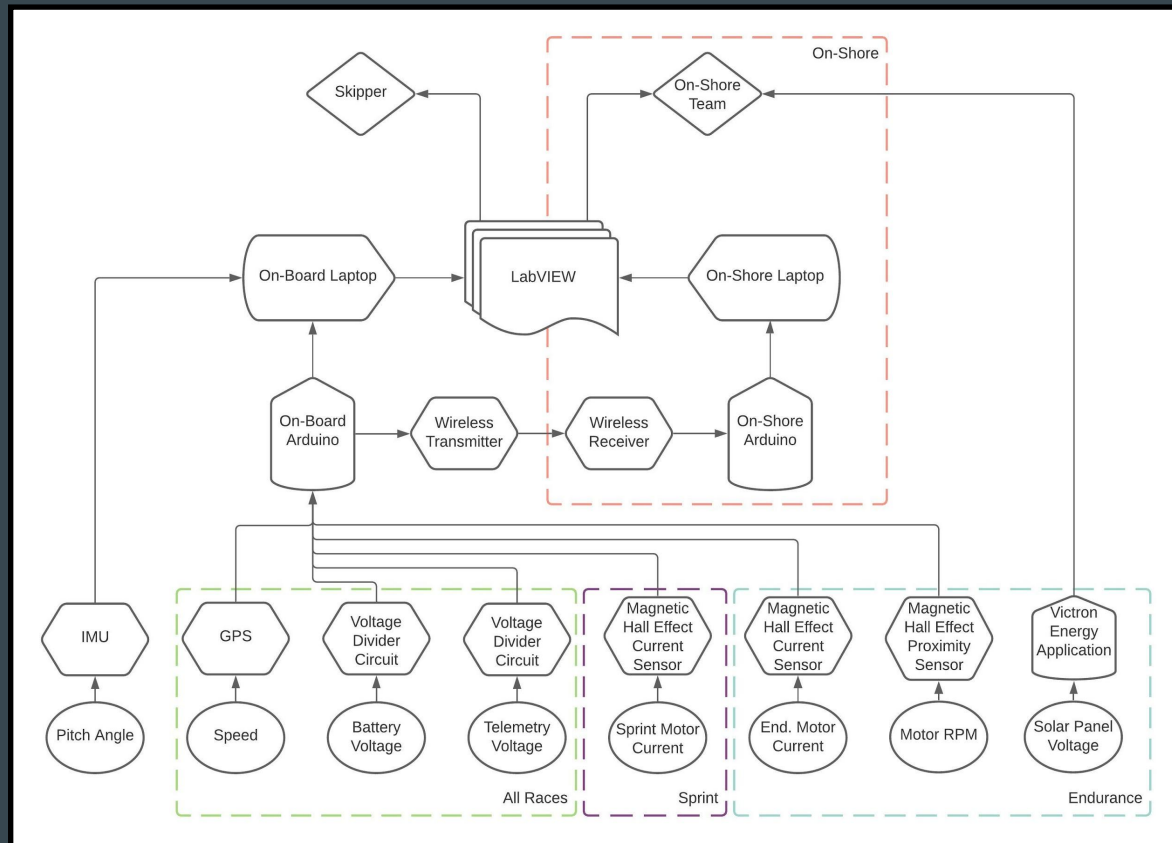 On-Shore
Skipper
On-Shore
Team
On-Board Laptop
LabVIEW
On-Shore Laptop
On-Board
Arduino
Wireless
Transmitter
Wireless
Receiver
On-Shore
Arduino
IMU
GPS
Voltage
Divider
Circuit
Voltage
Divider
Circuit
Magnetic
Hall Effect
Current
Sensor
Magnetic
Hall Effect
Current
Sensor
Magnetic
Hall Effect
Proximity
Sensor
Victron
Energy
Application
Pitch Angle
Speed
Battery
Voltage
Telemetry
Voltage
Sprint Motor
Current
End. Motor
Current
Motor RPM
Solar Panel
Voltage
All Races
Sprint
Endurance